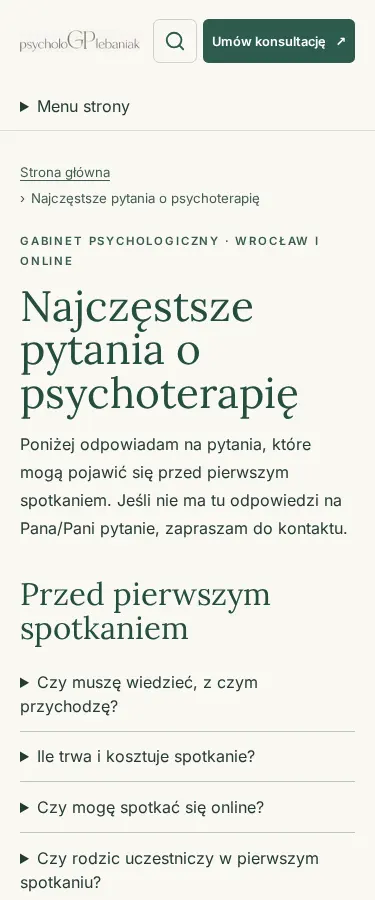 psycholoGPlebaniak
Umów konsultację ↗
Menu strony
Strona główna
› Najczęstsze pytania o psychoterapię
GABINET PSYCHOLOGICZNY · WROCŁAW I
ONLINE
Najczęstsze
pytania o
psychoterapię
Poniżej odpowiadam na pytania, które
mogą pojawić się przed pierwszym
spotkaniem. Jeśli nie ma tu odpowiedzi na
Pana/Pani pytanie, zapraszam do kontaktu.
Przed pierwszym
spotkaniem
Czy muszę wiedzieć, z czym
przychodzę?
Ile trwa i kosztuje spotkanie?
Czy mogę spotkać się online?
Czy rodzic uczestniczy w pierwszym
spotkaniu?